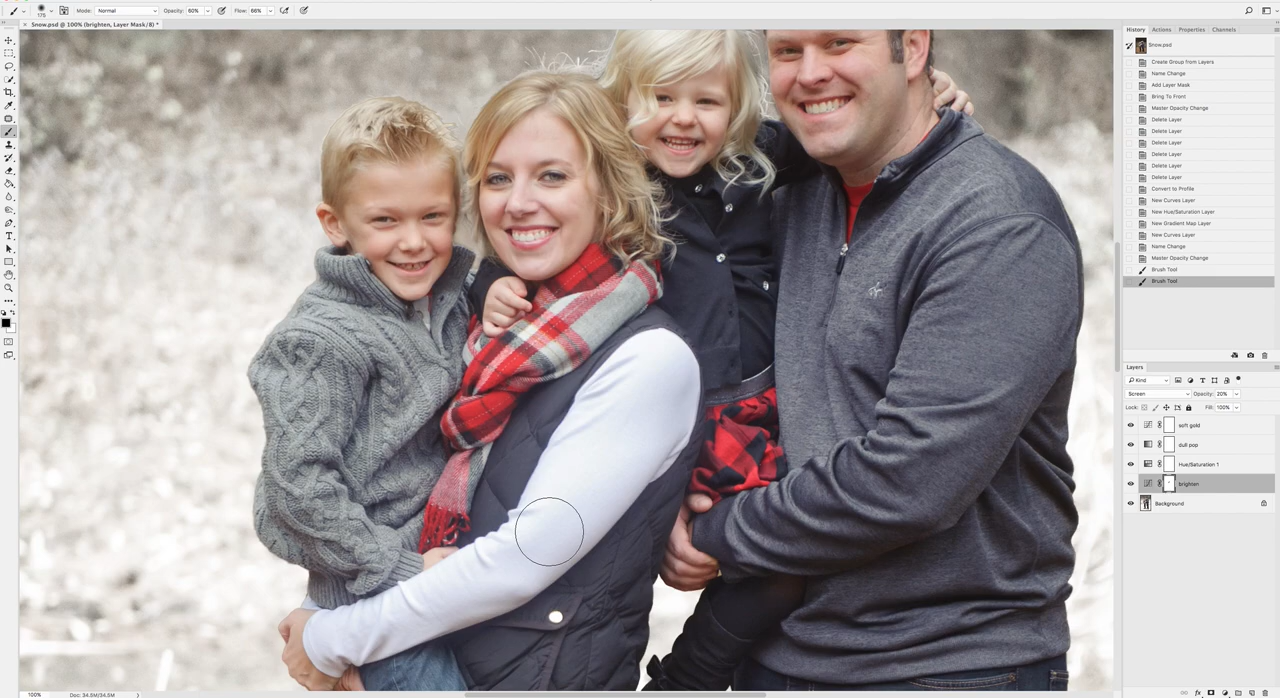 Mode: Normal Opacity: 60% Flow: 66%
175
Snow.psd @ 100% (brighten, Layer Mask/8) *
History Actions Properties Channels
Snow.psd
Create Group from Layers
Name Change
Add Layer Mask
Bring To Front
Master Opacity Change
Delete Layer
Delete Layer
Delete Layer
Delete Layer
Delete Layer
Delete Layer
Convert to Profile
New Curves Layer
New Hue/Saturation Layer
New Gradient Map Layer
New Curves Layer
Name Change
Master Opacity Change
Brush Tool
Brush Tool
Layers
Kind
Screen Opacity: 20%
Lock: Fill: 100%
soft gold
dull pop
Hue/Saturation 1
brighten
Background
100% Doc: 34.5M/34.5M